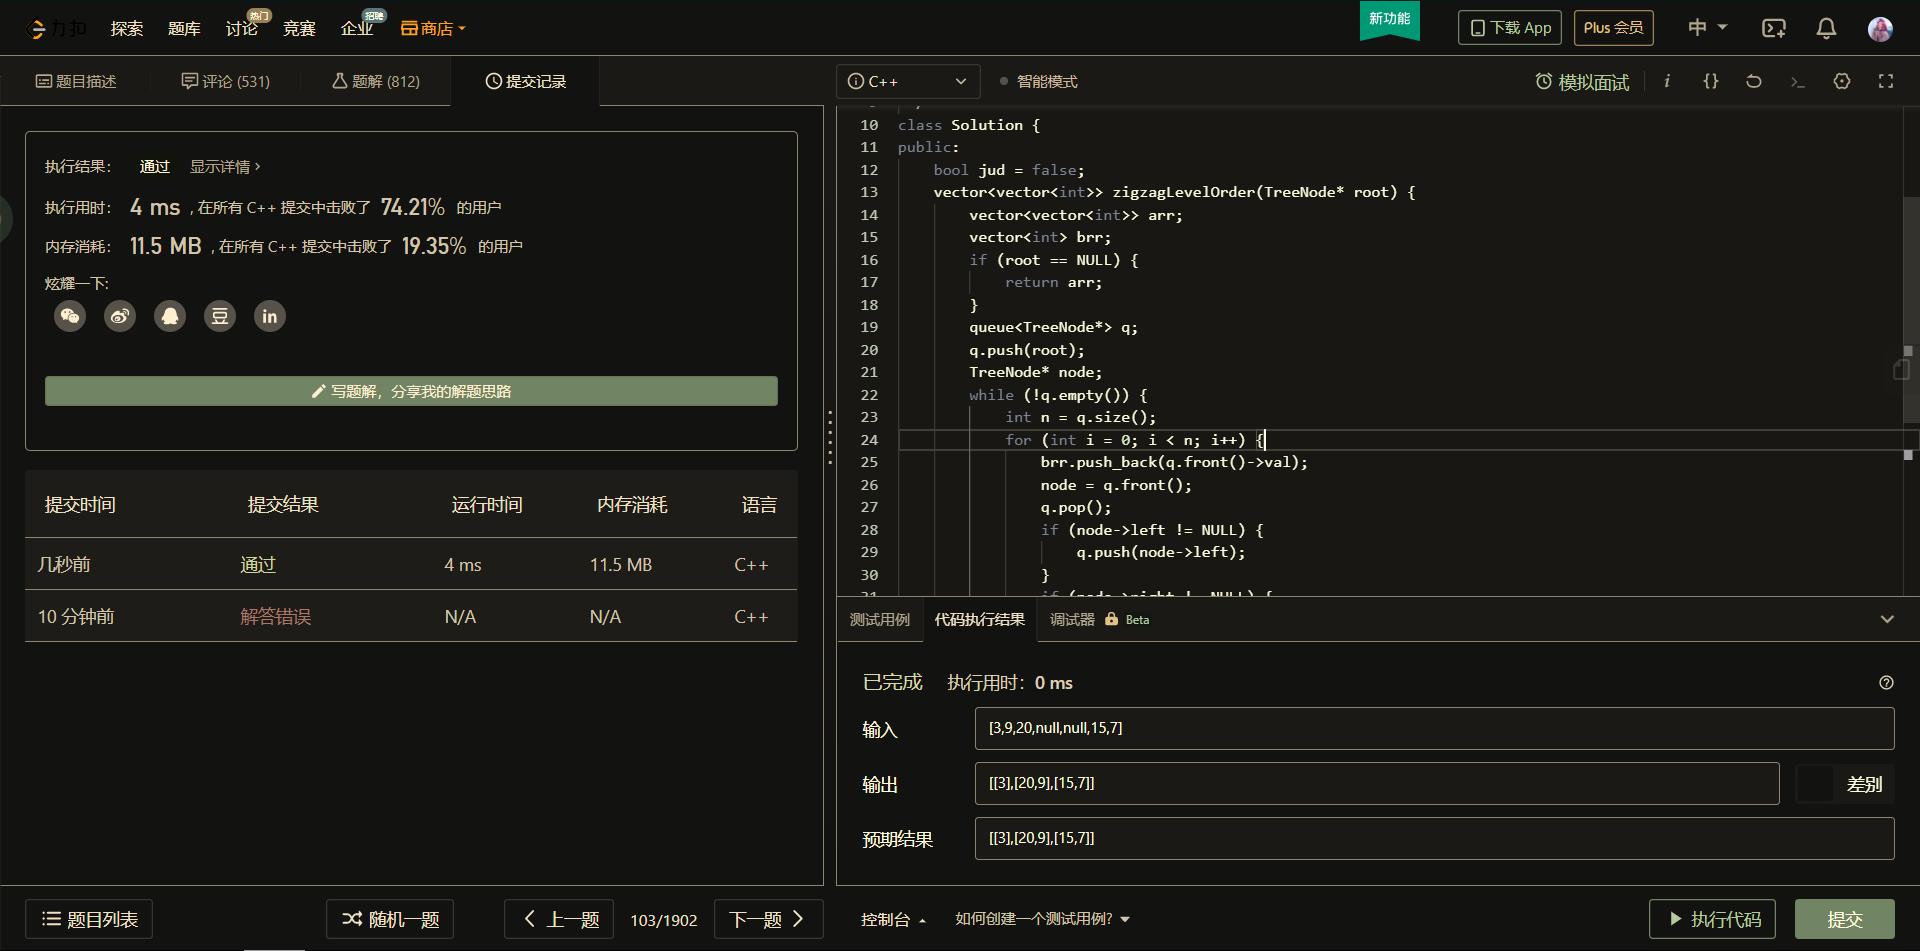 力扣 探索 题库 讨论 热门 竞赛 企业 招聘 商店 新功能 下载 App Plus 会员 中
题目描述 评论 (531) 题解 (812) 提交记录
C++ 智能模式 模拟面试
执行结果： 通过 显示详情 ›
执行用时： 4 ms , 在所有 C++ 提交中击败了 74.21% 的用户
内存消耗： 11.5 MB , 在所有 C++ 提交中击败了 19.35% 的用户
炫耀一下:
豆 in
写题解，分享我的解题思路
提交时间 提交结果 运行时间 内存消耗 语言
几秒前 通过 4 ms 11.5 MB C++
10 分钟前 解答错误 N/A N/A C++
10 class Solution {
11 public:
12 bool jud = false;
13 vector<vector<int>> zigzagLevelOrder(TreeNode* root) {
14 vector<vector<int>> arr;
15 vector<int> brr;
16 if (root == NULL) {
17 return arr;
18 }
19 queue<TreeNode*> q;
20 q.push(root);
21 TreeNode* node;
22 while (!q.empty()) {
23 int n = q.size();
24 for (int i = 0; i < n; i++) {
25 brr.push_back(q.front()->val);
26 node = q.front();
27 q.pop();
28 if (node->left != NULL) {
29 q.push(node->left);
30 }
31 if (node->right != NULL) {
测试用例 代码执行结果 调试器 Beta
已完成 执行用时： 0 ms
输入 [3,9,20,null,null,15,7]
输出 [[3],[20,9],[15,7]] 差别
预期结果 [[3],[20,9],[15,7]]
题目列表 随机一题 上一题 103/1902 下一题 控制台 如何创建一个测试用例? 执行代码 提交